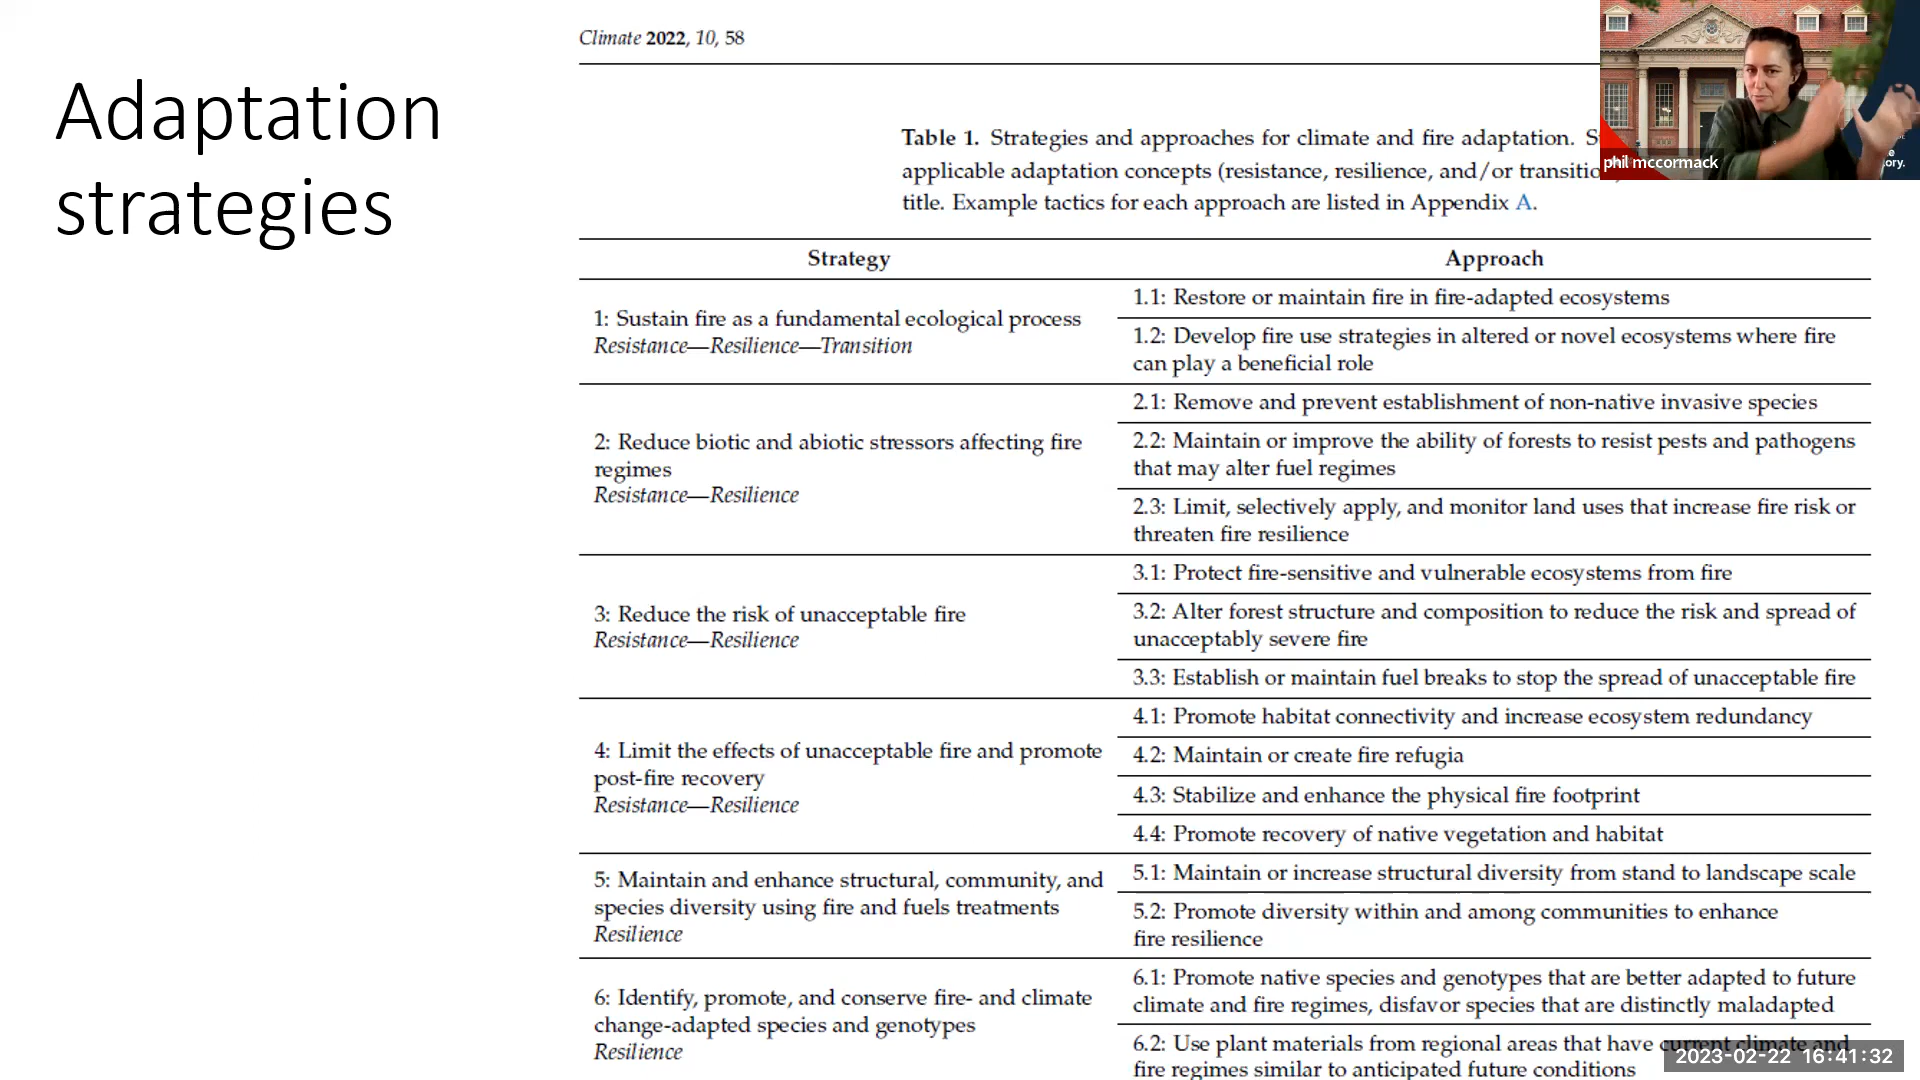 Adaptation
strategies
Climate 2022, 10, 58
Table 1. Strategies and approaches for climate and fire adaptation.
applicable adaptation concepts (resistance, resilience, and/or
title. Example tactics for each approach are listed in Appendix A.
phil mccormack
Strategy
Approach
1: Sustain fire as a fundamental ecological process
Resistance—Resilience—Transition
1.1: Restore or maintain fire in fire-adapted ecosystems
1.2: Develop fire use strategies in altered or novel ecosystems where fire
can play a beneficial role
2: Reduce biotic and abiotic stressors affecting fire
regimes
Resistance—Resilience
2.1: Remove and prevent establishment of non-native invasive species
2.2: Maintain or improve the ability of forests to resist pests and pathogens
that may alter fuel regimes
2.3: Limit, selectively apply, and monitor land uses that increase fire risk or
threaten fire resilience
3: Reduce the risk of unacceptable fire
Resistance—Resilience
3.1: Protect fire-sensitive and vulnerable ecosystems from fire
3.2: Alter forest structure and composition to reduce the risk and spread of
unacceptably severe fire
3.3: Establish or maintain fuel breaks to stop the spread of unacceptable fire
4: Limit the effects of unacceptable fire and promote
post-fire recovery
Resistance—Resilience
4.1: Promote habitat connectivity and increase ecosystem redundancy
4.2: Maintain or create fire refugia
4.3: Stabilize and enhance the physical fire footprint
4.4: Promote recovery of native vegetation and habitat
5: Maintain and enhance structural, community, and
species diversity using fire and fuels treatments
Resilience
5.1: Maintain or increase structural diversity from stand to landscape scale
5.2: Promote diversity within and among communities to enhance
fire resilience
6: Identify, promote, and conserve fire- and climate
change-adapted species and genotypes
Resilience
6.1: Promote native species and genotypes that are better adapted to future
climate and fire regimes, disfavor species that are distinctly maladapted
6.2: Use plant materials from regional areas that have current climate and
fire regimes similar to anticipated future conditions
2023-02-22 16:41:32